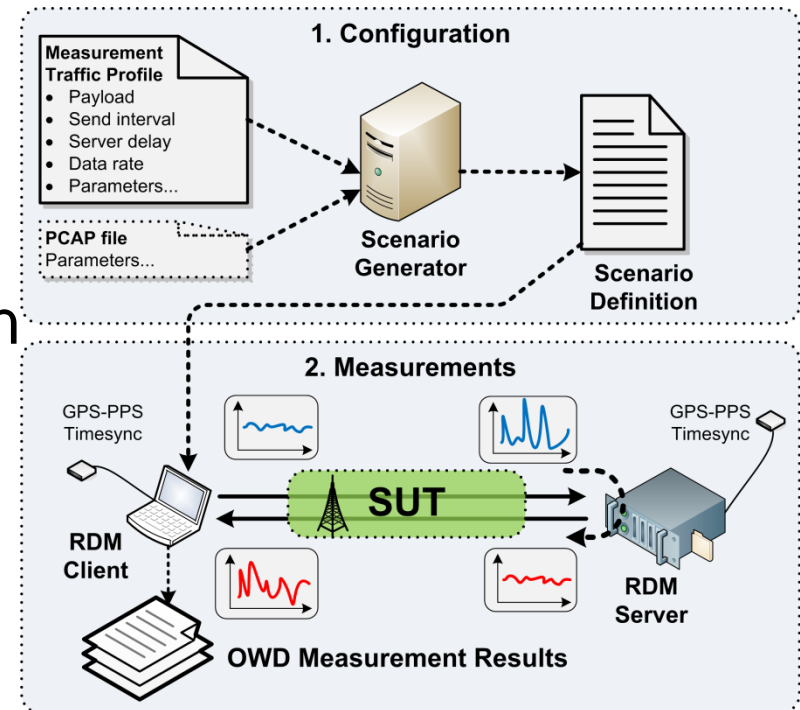 1. Configuration
Measurement
Traffic Profile
• Payload
• Send interval
• Server delay
• Data rate
• Parameters...
PCAP file
Parameters...
Scenario
Generator
Scenario
Definition
n
2. Measurements
GPS-PPS
Timesync
GPS-PPS
Timesync
SUT
RDM
Client
RDM
Server
OWD Measurement Results